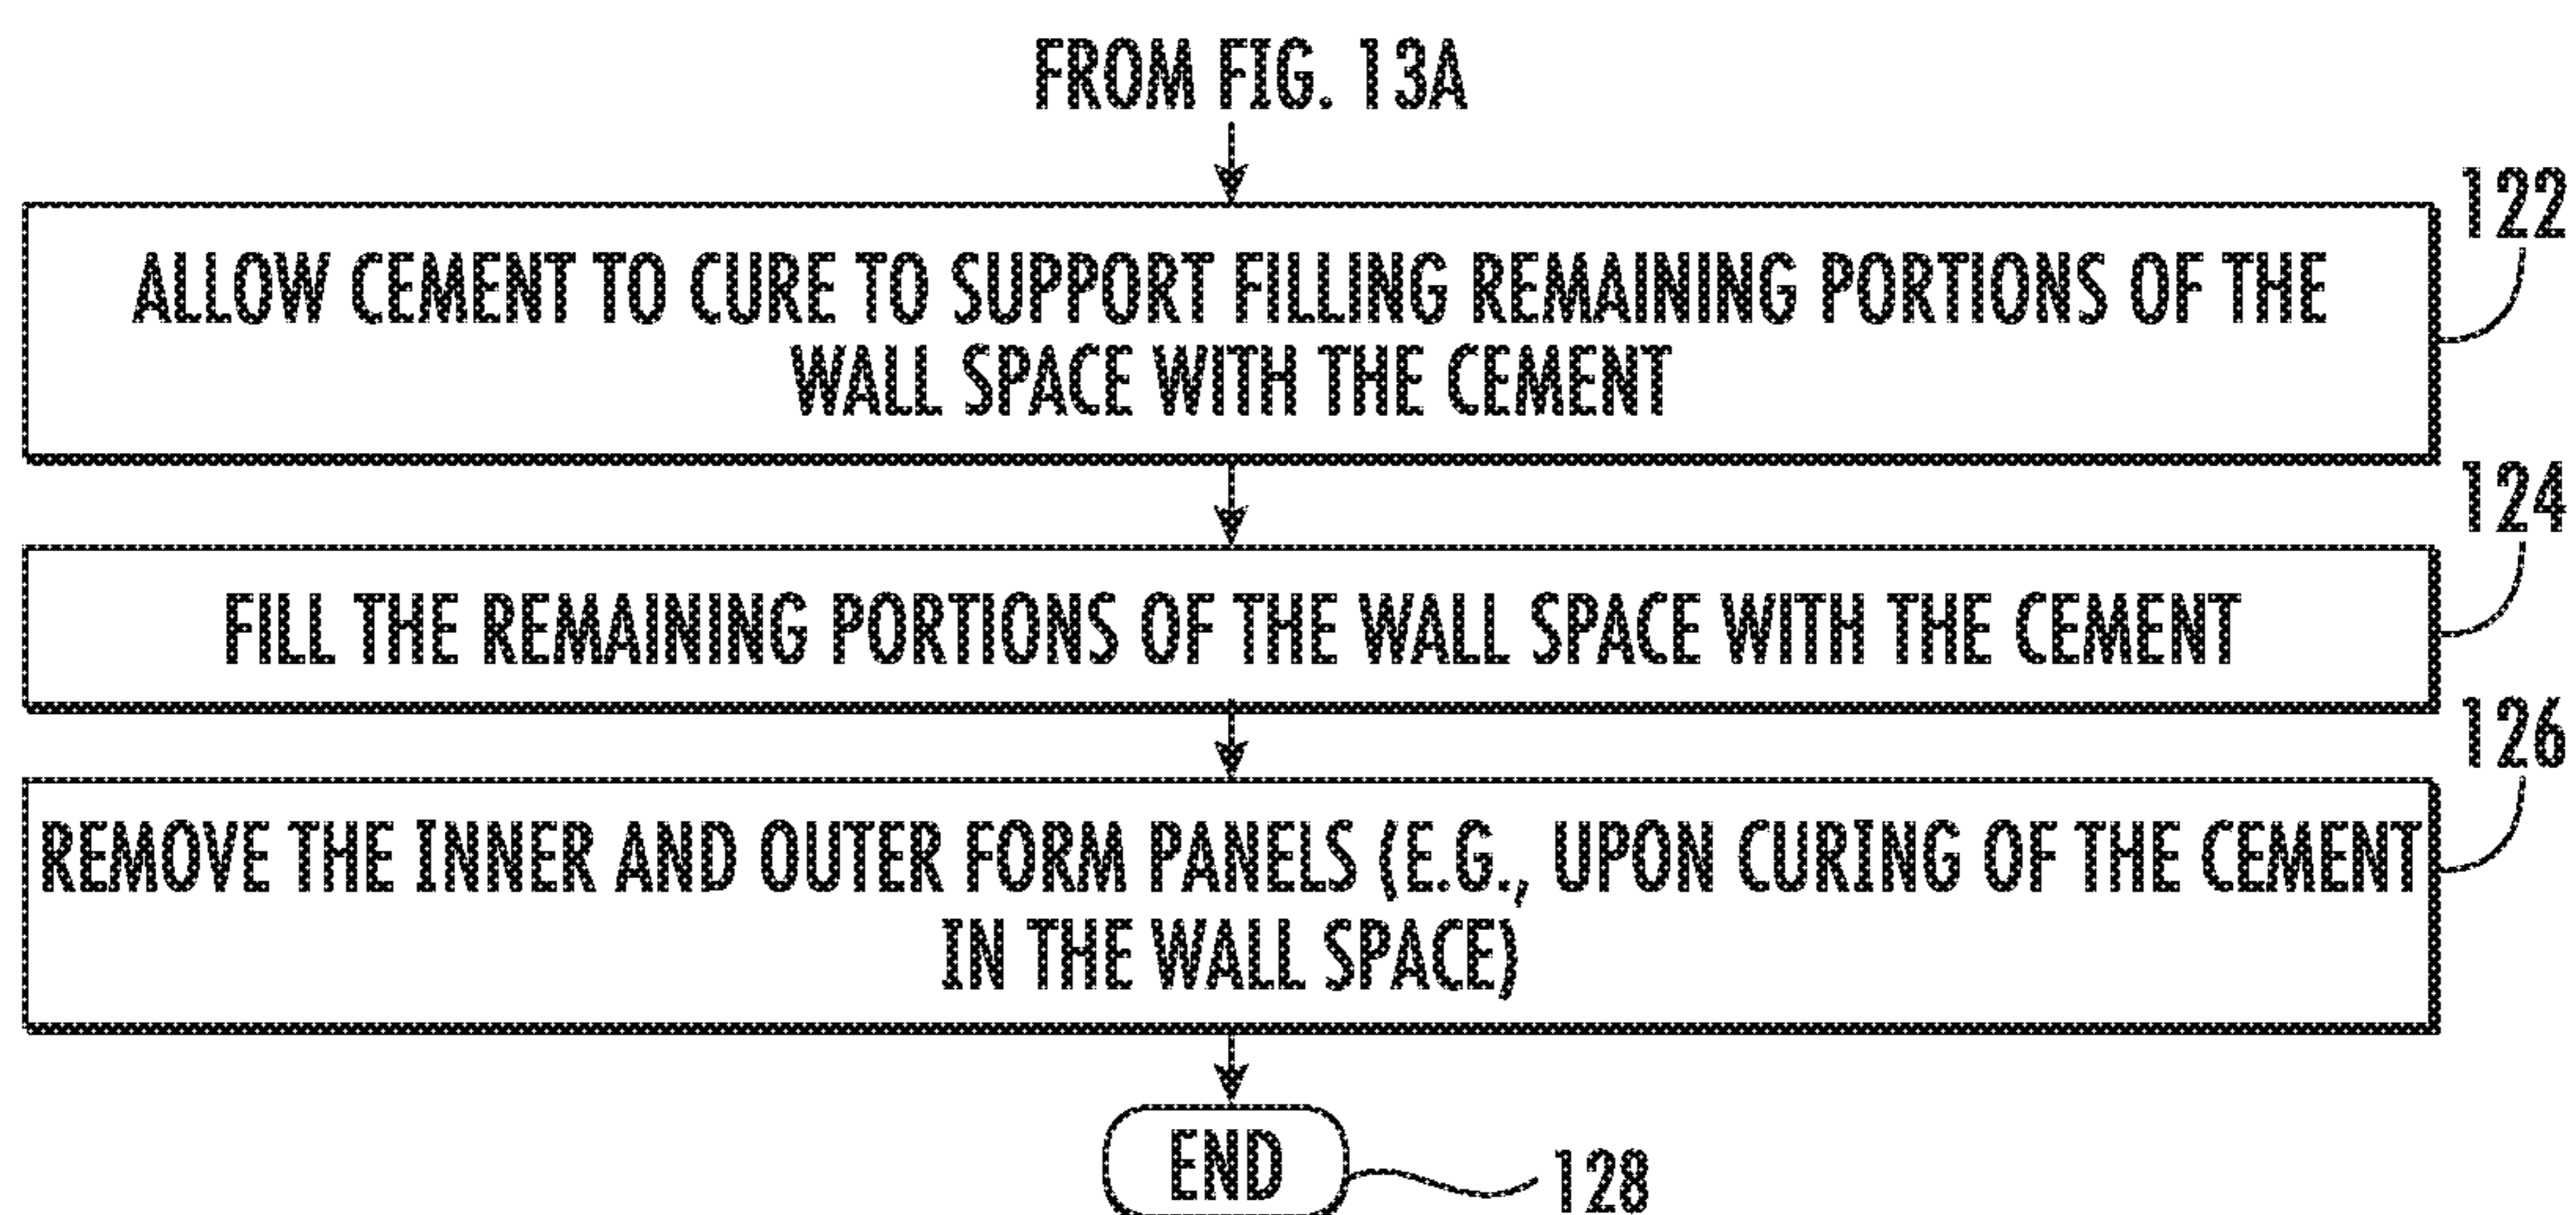 FROM FIG. 13A
122
ALLOW CEMENT TO CURE TO SUPPORT FILLING REMAINING PORTIONS OF THE
WALL SPACE WITH THE CEMENT
124
FILL THE REMAINING PORTIONS OF THE WALL SPACE WITH THE CEMENT
126
REMOVE THE INNER AND OUTER FORM PANELS (E.G., UPON CURING OF THE CEMENT
IN THE WALL SPACE)
END
128